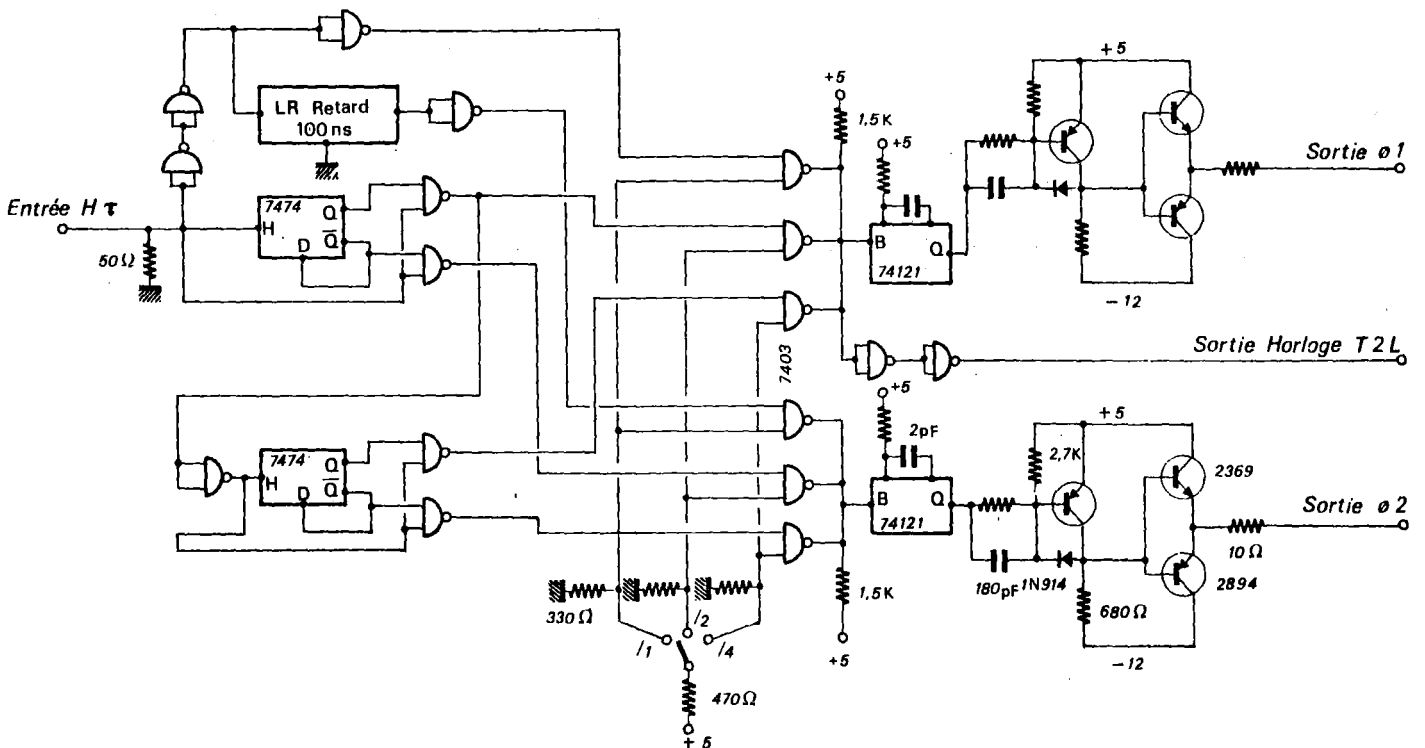 +5
+5
LR Retard
100 ns
1,5K
+5
Sortie ø1
Entrée H τ
7474
Q
H
Q̅
D
50Ω
B
Q
74121
-12
7403
Sortie Horloge T2L
+5
+5
2pF
2,7K
2369
7474
Q
H
Q̅
D
B
Q
74121
Sortie ø2
10Ω
180pF
1N914
2894
330Ω
1,5K
680Ω
/1
/2
/4
+5
-12
470Ω
+5